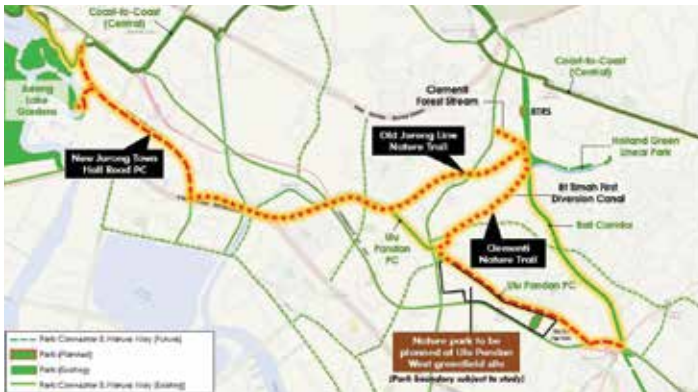 Coast-to-Coast
(Central)
Jurong
Lake
Gardens
New Jurong Town
Hall Road PC
Clementi
Forest Stream
Old Jurong Line
Nature Trail
Coast-to-Coast
(Central)
Holland Green
Linear Park
Bt Timah First
Diversion Canal
Rail Corridor
Ulu
Pandan
PC
Clementi
Nature Trail
Ulu Pandan PC
Nature park to be
planned at Ulu Pandan
West greenfield site
(Park boundary subject to study)
Park Connector & Nature Way (Future)
Park (Planned)
Park (Existing)
Park Connector & Nature Way (Existing)